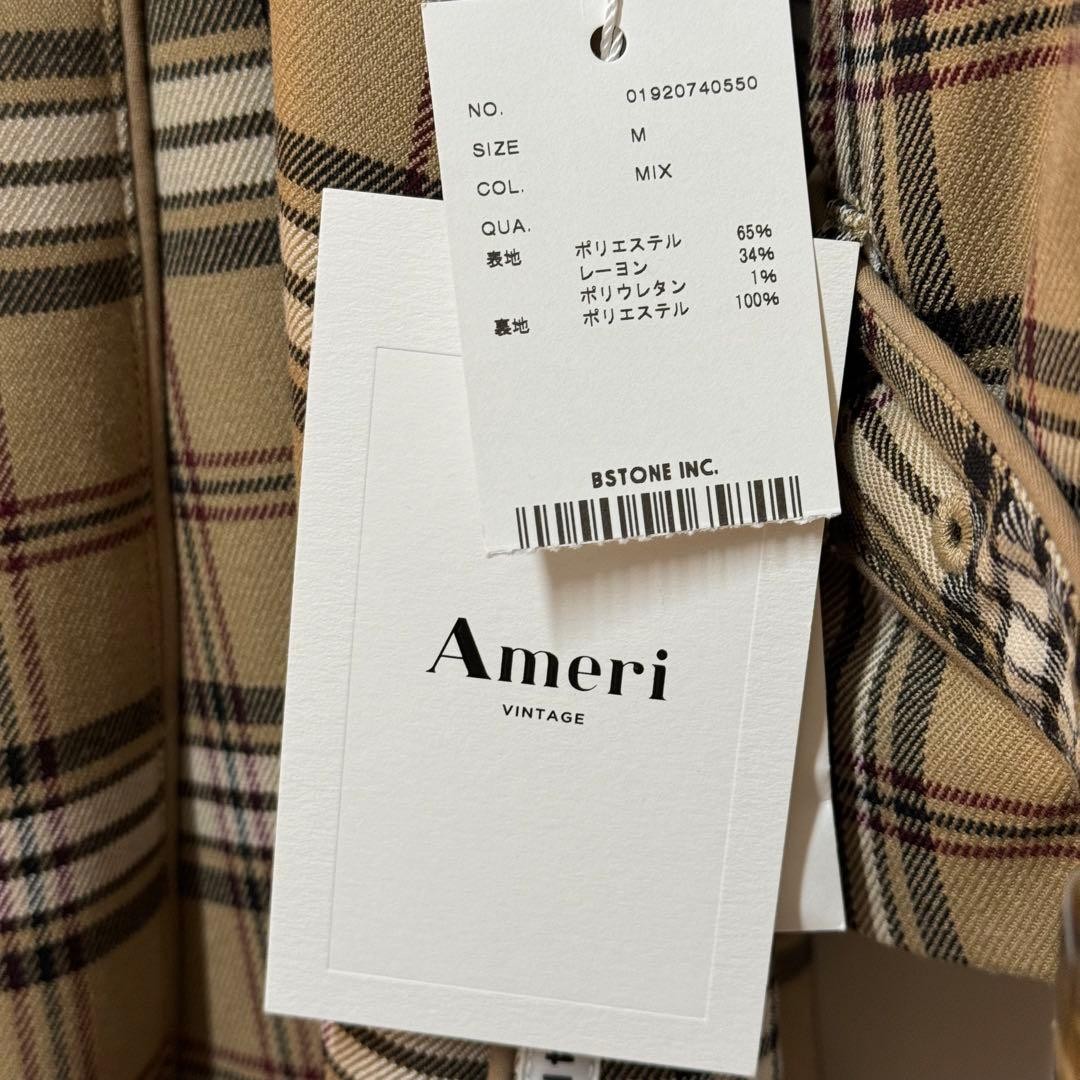 NO. 01920740550
SIZE M
COL. MIX
QUA.
表地 ポリエステル 65%
レーヨン 34%
ポリウレタン 1%
裏地 ポリエステル 100%
BSTONE INC.
Ameri
VINTAGE